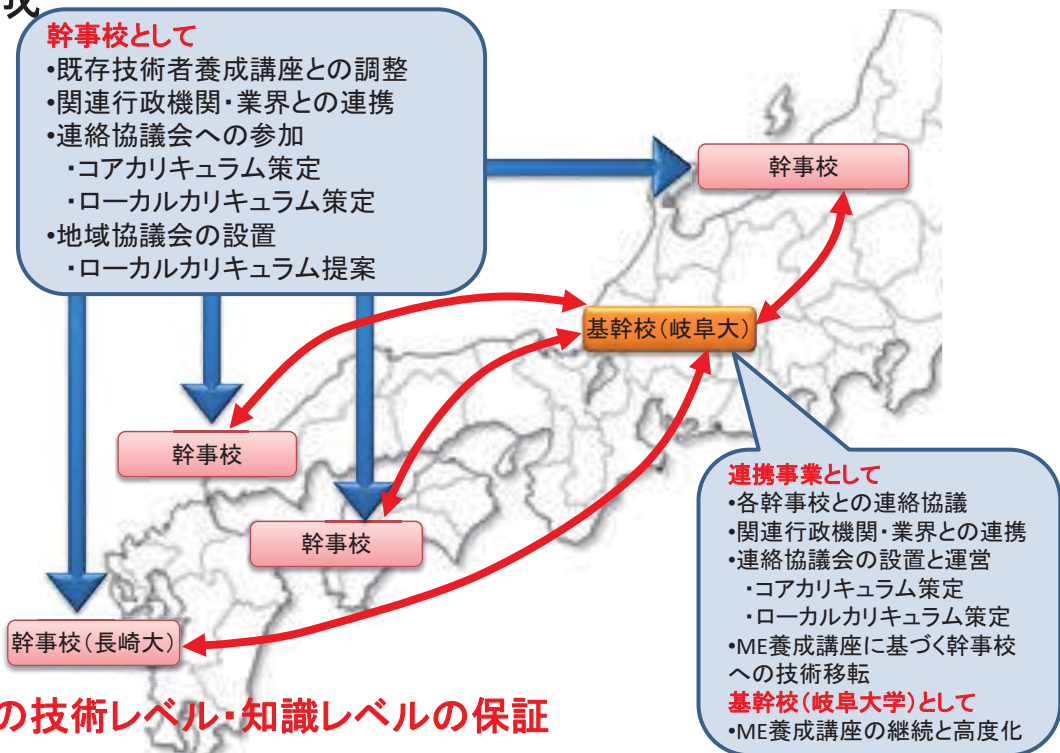 幹事校として
•既存技術者養成講座との調整
•関連行政機関・業界との連携
•連絡協議会への参加
・コアカリキュラム策定
・ローカルカリキュラム策定
•地域協議会の設置
・ローカルカリキュラム提案
幹事校
基幹校(岐阜大)
幹事校
幹事校
幹事校(長崎大)
連携事業として
•各幹事校との連絡協議
•関連行政機関・業界との連携
•連絡協議会の設置と運営
・コアカリキュラム策定
・ローカルカリキュラム策定
•ME養成講座に基づく幹事校
への技術移転
基幹校(岐阜大学)として
•ME養成講座の継続と高度化
の技術レベル・知識レベルの保証